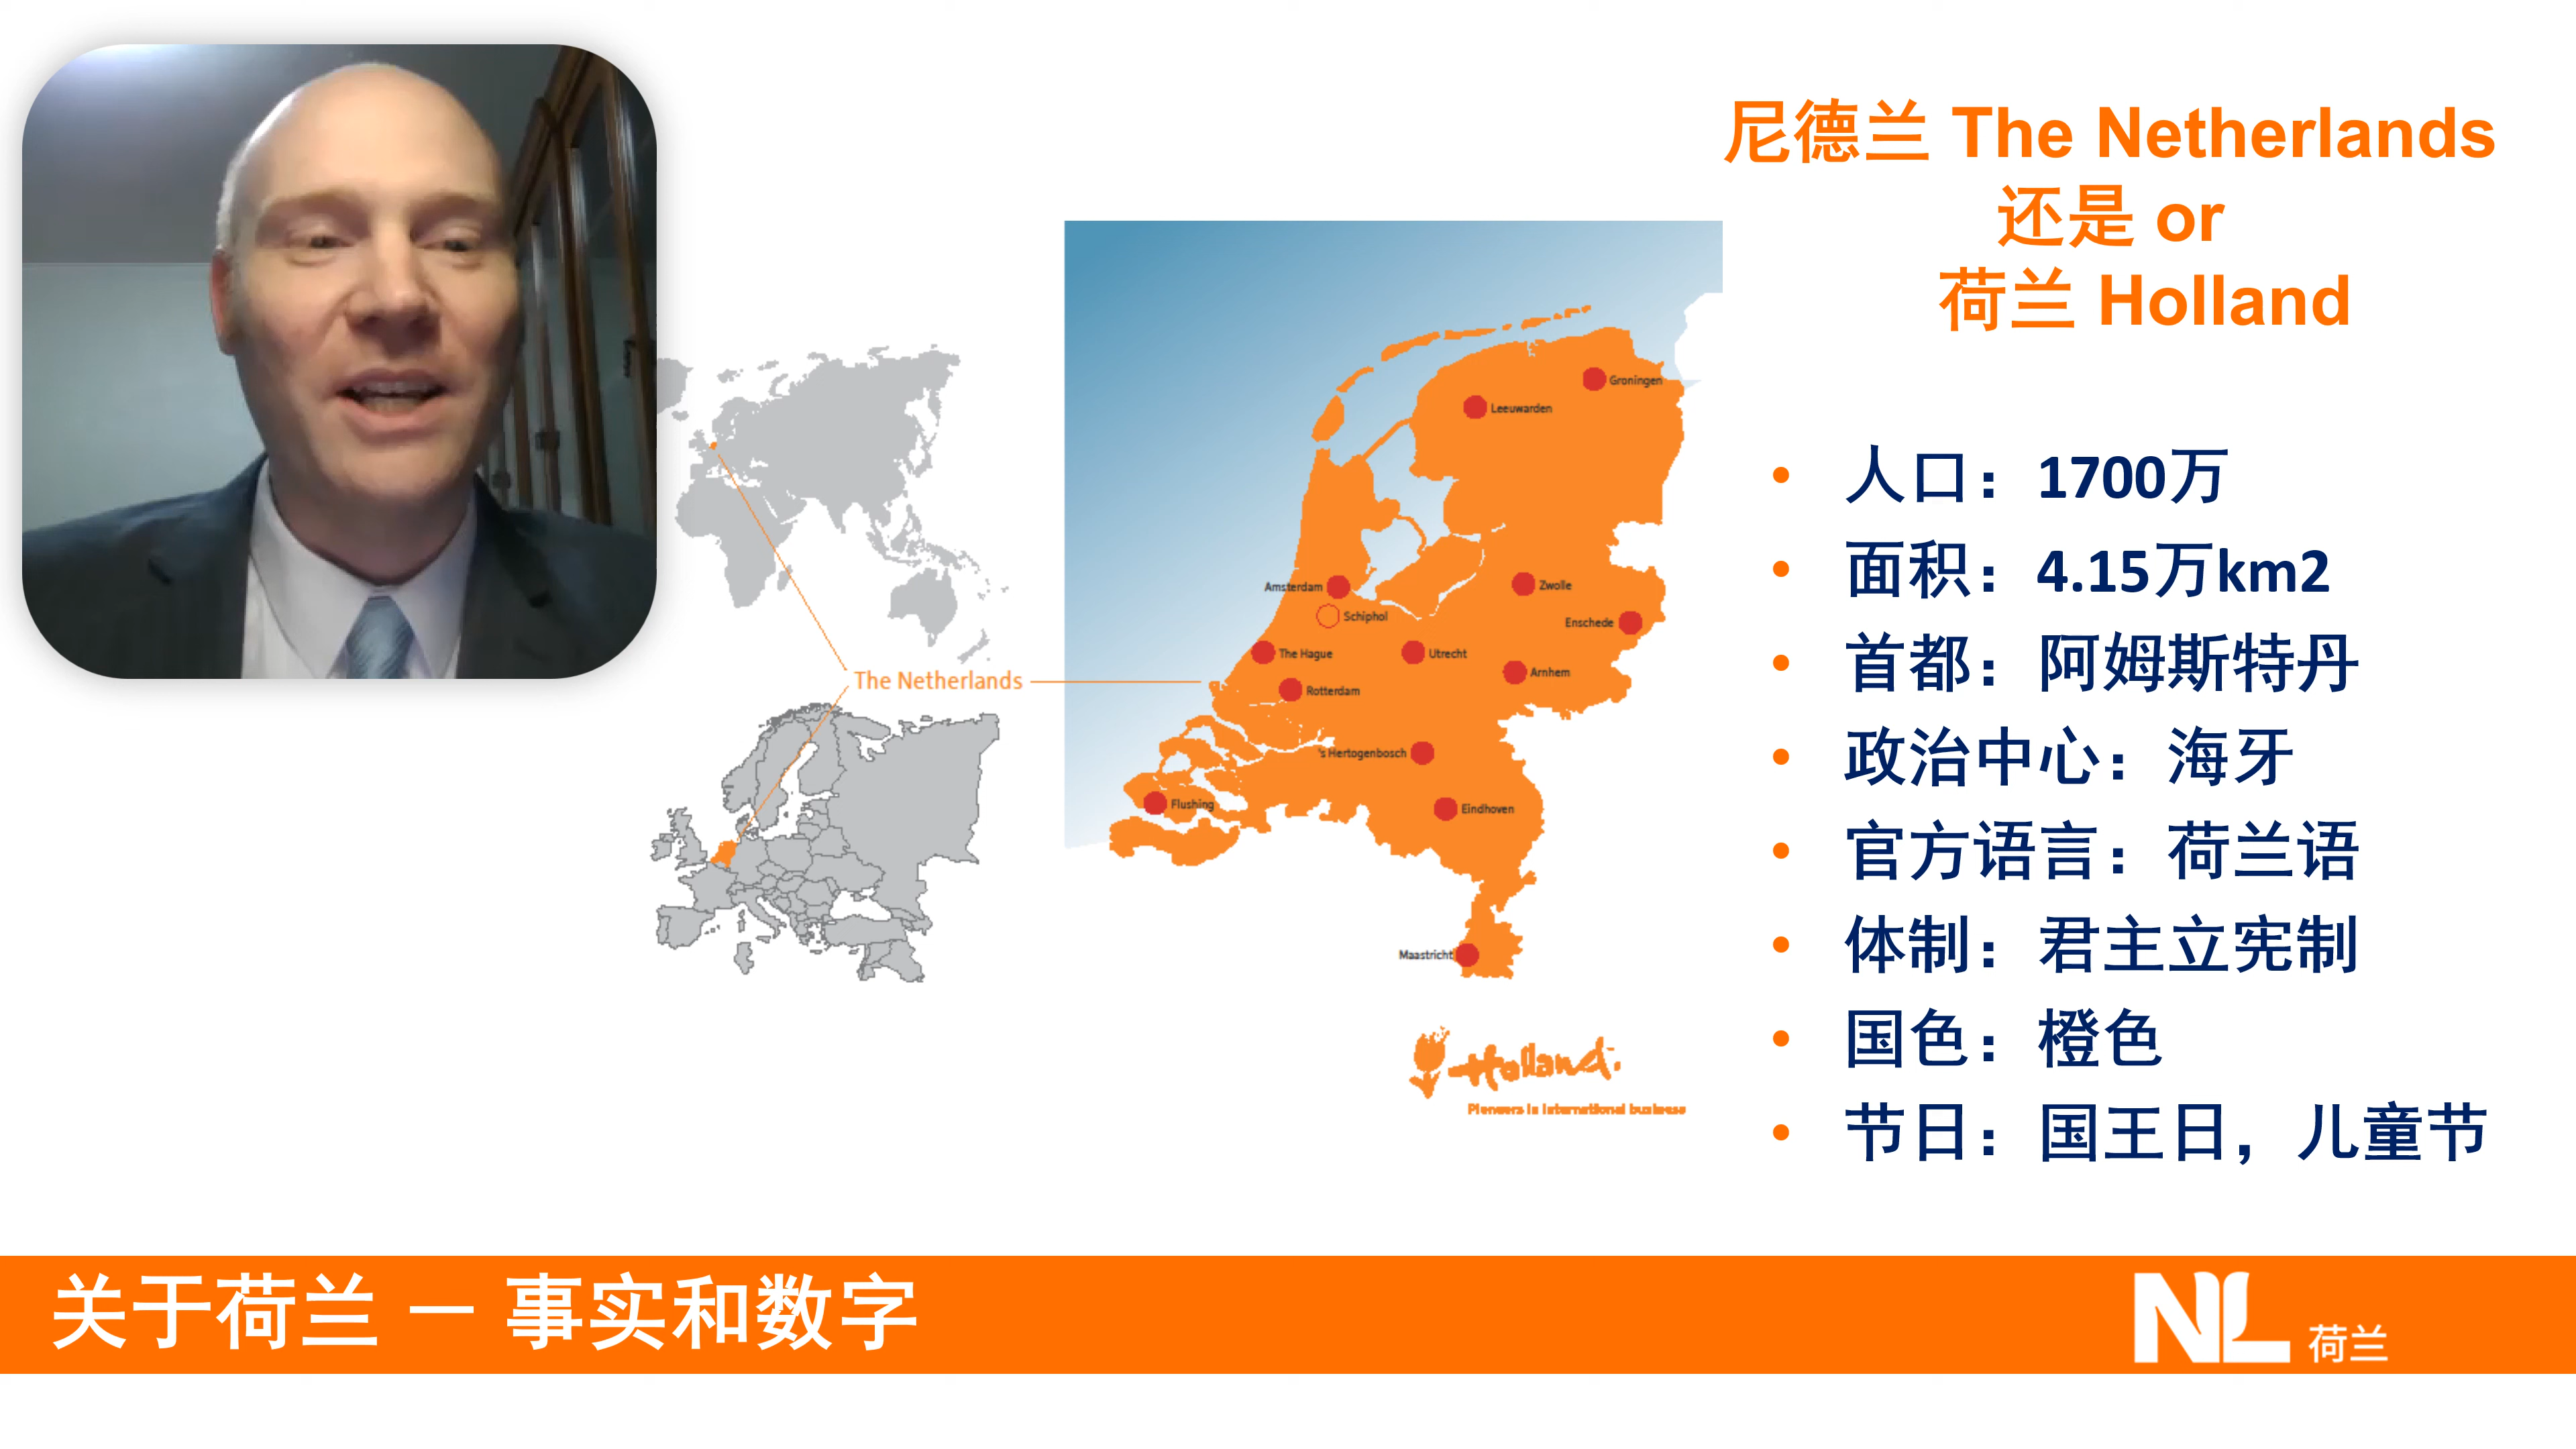 尼德兰 The Netherlands
还是 or
荷兰 Holland
Groningen
Leeuwarden
Amsterdam
Zwolle
Schiphol
Enschede
The Hague
Utrecht
Arnhem
Rotterdam
The Netherlands
's Hertogenbosch
Flushing
Eindhoven
Maastricht
Holland.
Pioneers in international business
• 人口：1700万
• 面积：4.15万km2
• 首都：阿姆斯特丹
• 政治中心：海牙
• 官方语言：荷兰语
• 体制：君主立宪制
• 国色：橙色
• 节日：国王日，儿童节
关于荷兰 — 事实和数字
NL 荷兰